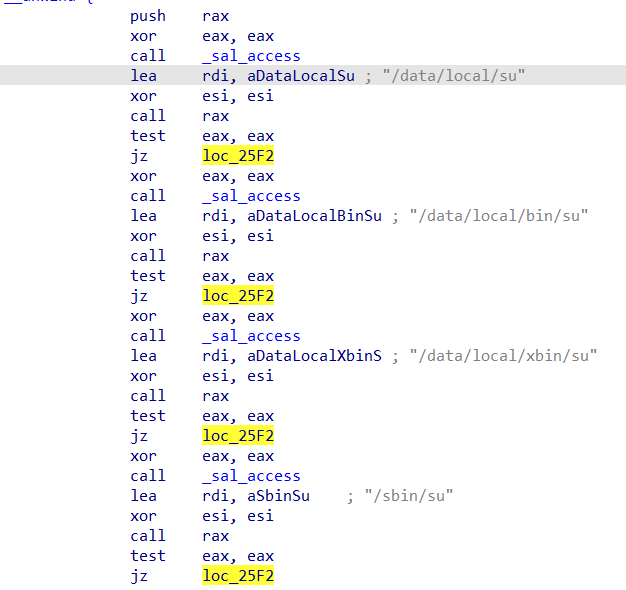 push rax
xor eax, eax
call _sal_access
lea rdi, aDataLocalSu ; "/data/local/su"
xor esi, esi
call rax
test eax, eax
jz loc_25F2
xor eax, eax
call _sal_access
lea rdi, aDataLocalBinSu ; "/data/local/bin/su"
xor esi, esi
call rax
test eax, eax
jz loc_25F2
xor eax, eax
call _sal_access
lea rdi, aDataLocalXbinS ; "/data/local/xbin/su"
xor esi, esi
call rax
test eax, eax
jz loc_25F2
xor eax, eax
call _sal_access
lea rdi, aSbinSu ; "/sbin/su"
xor esi, esi
call rax
test eax, eax
jz loc_25F2